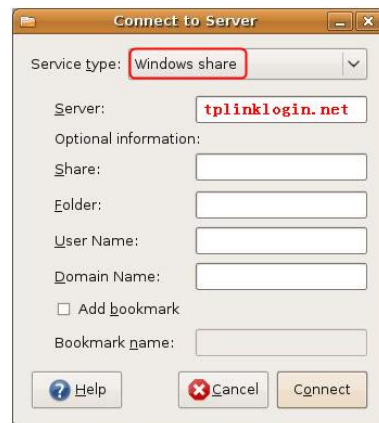 Connect to Server
Service type: Windows share
Server: tplinklogin.net
Optional information:
Share:
Folder:
User Name:
Domain Name:
Add bookmark
Bookmark name:
Help Cancel Connect